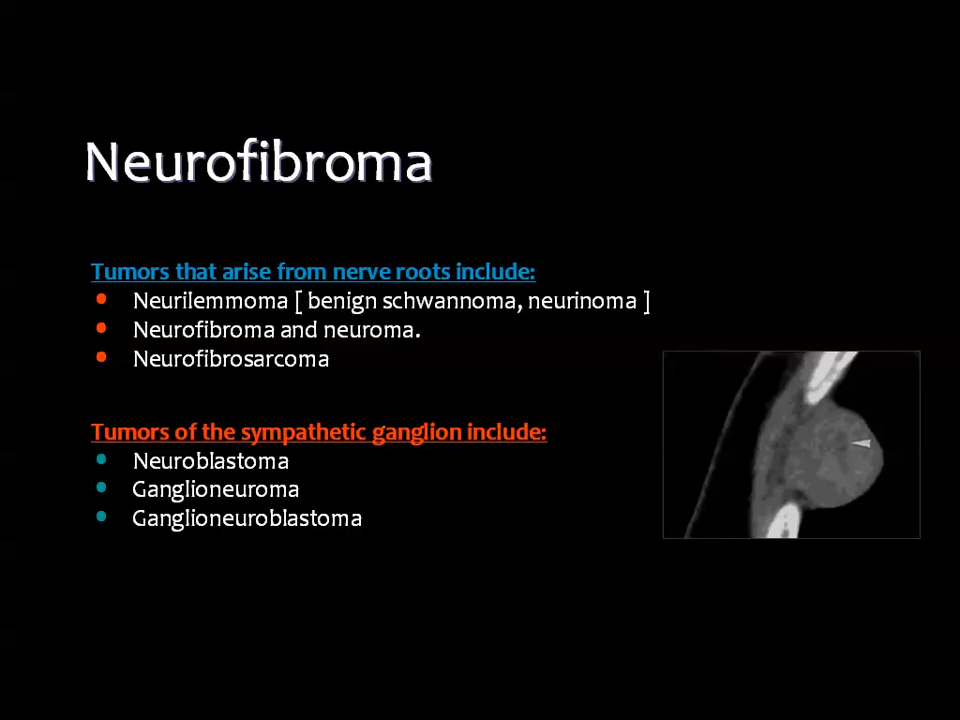 Neurofibroma
Tumors that arise from nerve roots include:
• Neurilemmoma [ benign schwannoma, neurinoma ]
• Neurofibroma and neuroma.
• Neurofibrosarcoma
Tumors of the sympathetic ganglion include:
• Neuroblastoma
• Ganglioneuroma
• Ganglioneuroblastoma